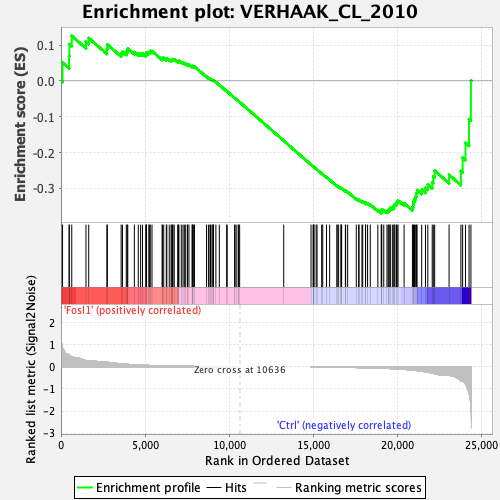 Enrichment plot: VERHAAK_CL_2010
Enrichment score (ES)
0.1
0.0
-0.1
-0.2
-0.3
'Fosl1' (positively correlated)
Ranked list metric (Signal2Noise)
2
1
0
-1
-2
-3
Zero cross at 10636
'Ctrl' (negatively correlated)
0
5,000
10,000
15,000
20,000
25,000
Rank in Ordered Dataset
Enrichment profile
Hits
Ranking metric scores